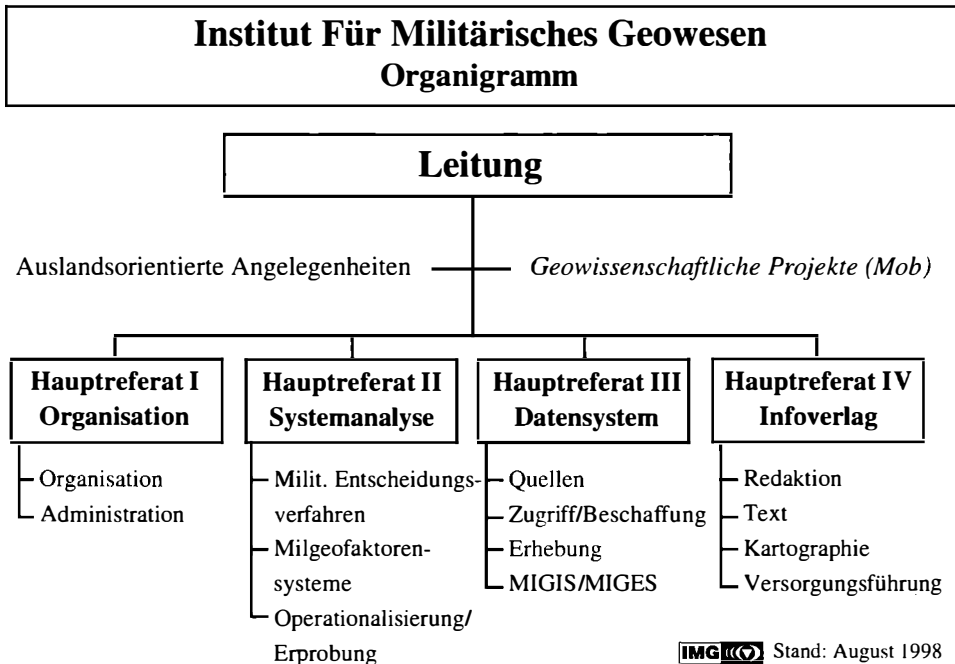 Institut Für Militärisches Geowesen
Organigramm
Leitung
Auslandsorientierte Angelegenheiten
Geowissenschaftliche Projekte (Mob)
Hauptreferat I
Organisation
Organisation
Administration
Hauptreferat II
Systemanalyse
Milit. Entscheidungs-
verfahren
Milgeofaktoren-
systeme
Operationalisierung/
Erprobung
Hauptreferat III
Datensystem
Quellen
Zugriff/Beschaffung
Erhebung
MIGIS/MIGES
Hauptreferat IV
Infoverlag
Redaktion
Text
Kartographie
Versorgungsführung
IMG Stand: August 1998